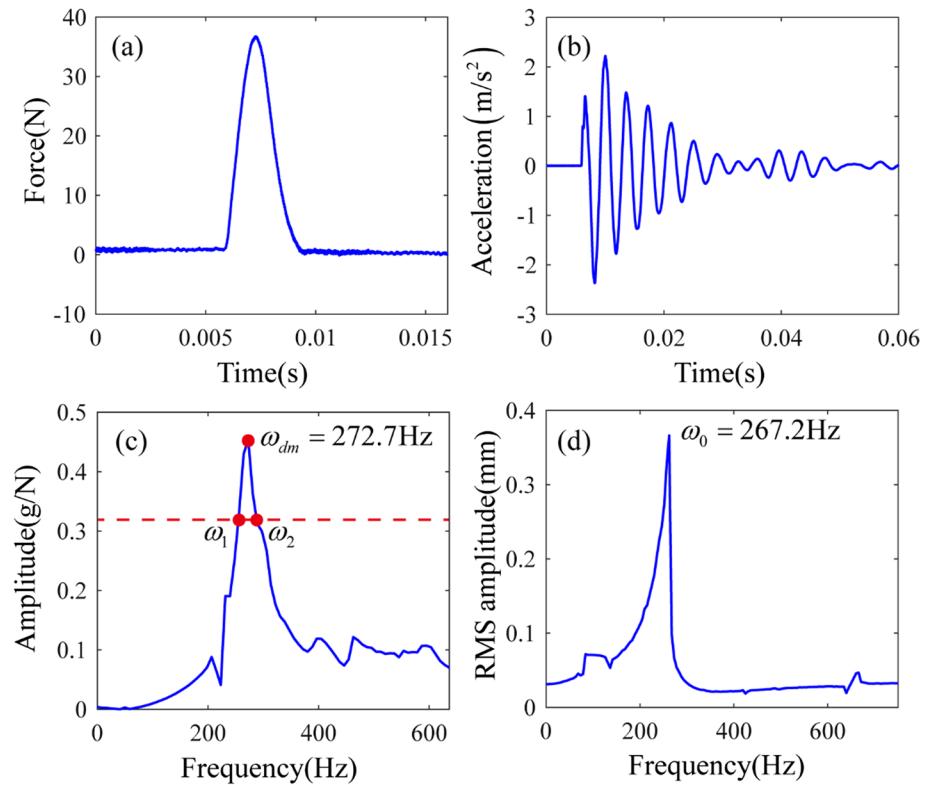 (a)
Force(N)
40
30
20
10
0
-10
0
0.005
0.01
0.015
Time(s)
(b)
Acceleration(m/s²)
3
2
1
0
-1
-2
-3
0
0.02
0.04
0.06
Time(s)
(c)
Amplitude(g/N)
0.5
0.4
0.3
0.2
0.1
0
ω_dm = 272.7Hz
ω₁
ω₂
0
200
400
600
Frequency(Hz)
(d)
RMS amplitude(mm)
0.4
0.3
0.2
0.1
0
ω₀ = 267.2Hz
0
200
400
600
Frequency(Hz)